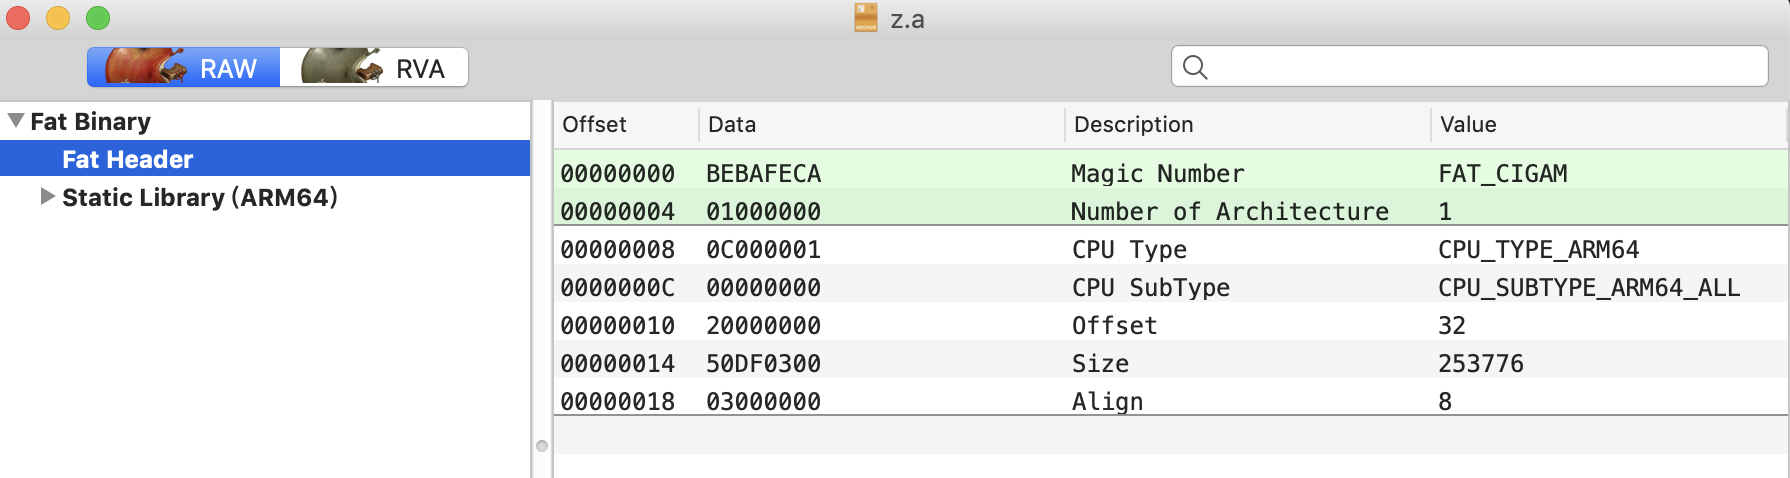 z.a
RAW RVA
Fat Binary
Fat Header
Static Library (ARM64)
Offset Data Description Value
00000000 BEBAFECA Magic Number FAT_CIGAM
00000004 01000000 Number of Architecture 1
00000008 0C000001 CPU Type CPU_TYPE_ARM64
0000000C 00000000 CPU SubType CPU_SUBTYPE_ARM64_ALL
00000010 20000000 Offset 32
00000014 50DF0300 Size 253776
00000018 03000000 Align 8